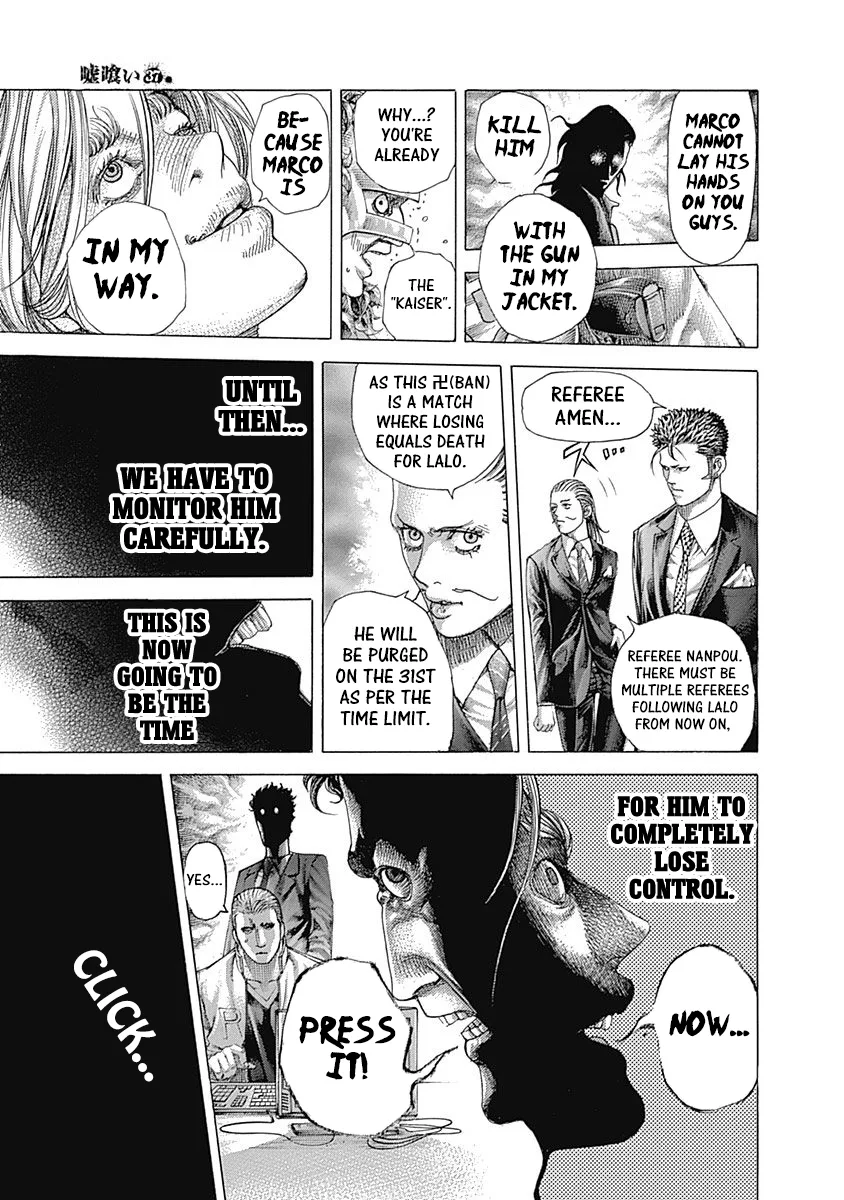 嘘喰い
MARCO
CANNOT
LAY HIS
HANDS
ON YOU
GUYS.
KILL
HIM
WITH
THE GUN
IN MY
JACKET.
WHY...?
YOU'RE
ALREADY
THE
"KAISER".
BE-
CAUSE
MARCO
IS
IN MY
WAY.
REFEREE
AMEN...
REFEREE NANPOU.
THERE MUST BE
MULTIPLE REFEREES
FOLLOWING LALO
FROM NOW ON,
AS THIS 卍(BAN)
IS A MATCH
WHERE LOSING
EQUALS DEATH
FOR LALO.
HE WILL
BE PURGED
ON THE 31ST
AS PER THE
TIME LIMIT.
UNTIL
THEN...
WE HAVE TO
MONITOR HIM
CAREFULLY.
THIS IS
NOW
GOING TO
BE THE
TIME
FOR HIM TO
COMPLETELY
LOSE
CONTROL.
NOW...
PRESS
IT!
YES...
P
CLICK...